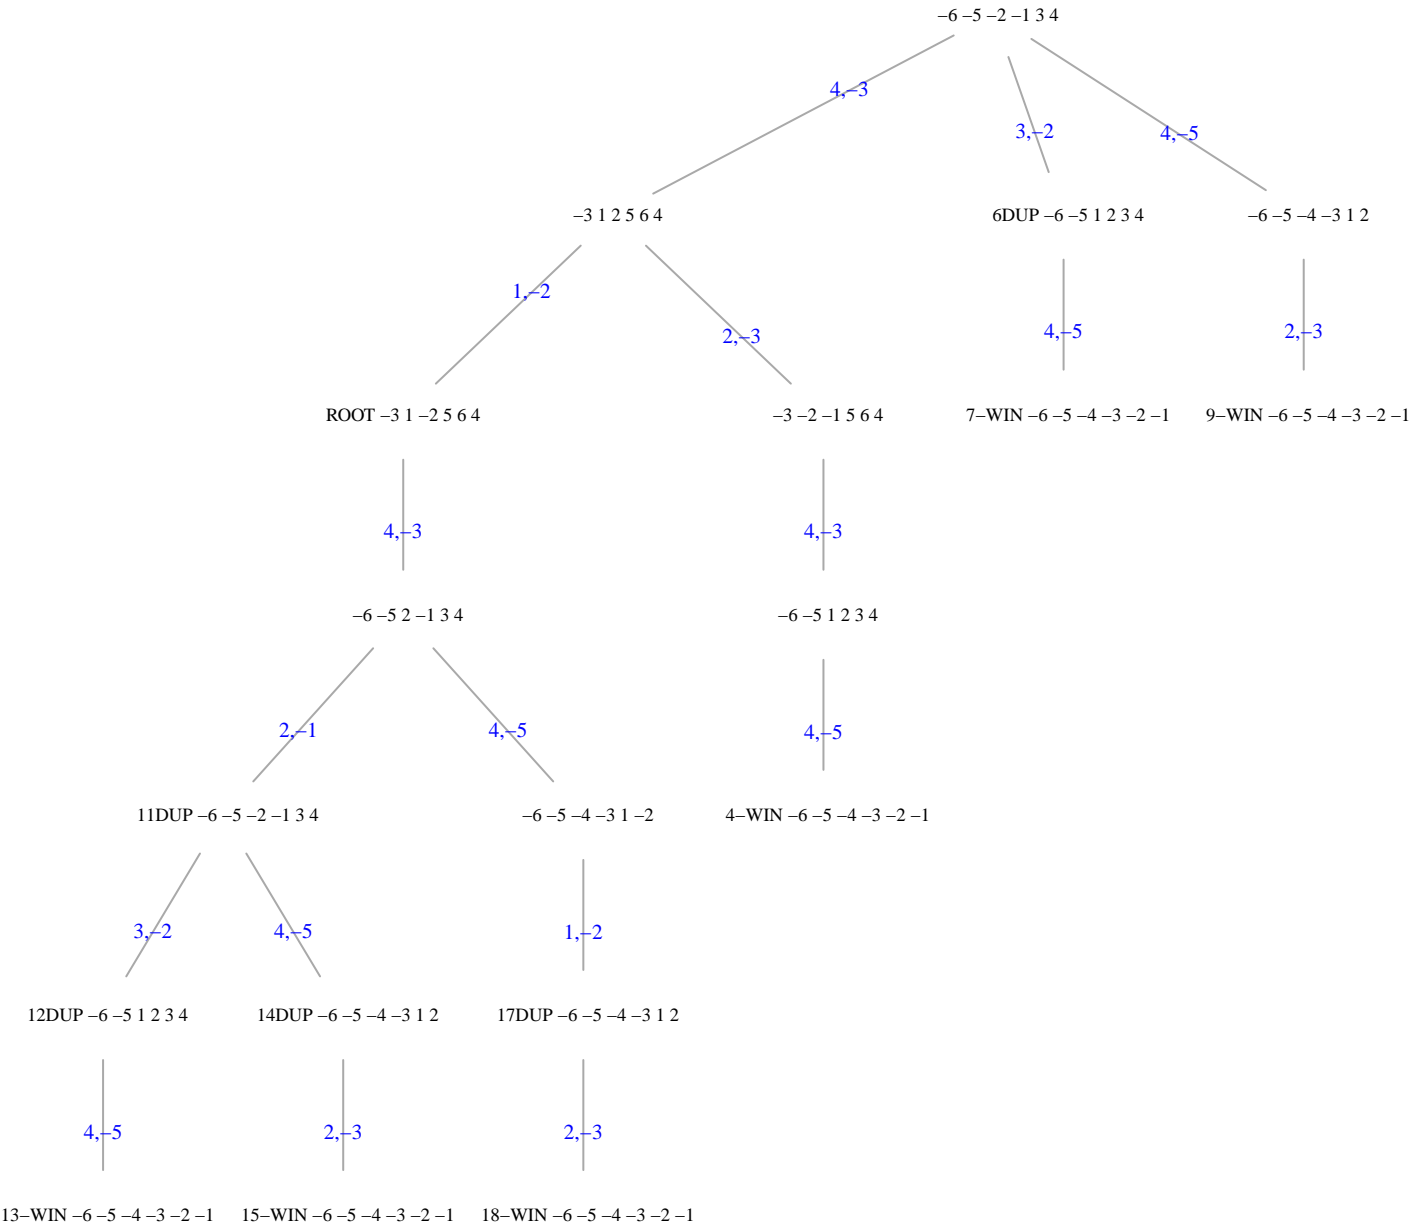 –6 –5 –2 –1 3 4
4,–3
3,–2
4,–5
–3 1 2 5 6 4
6DUP –6 –5 1 2 3 4
–6 –5 –4 –3 1 2
1,–2
2,–3
4,–5
2,–3
ROOT –3 1 –2 5 6 4
–3 –2 –1 5 6 4
7–WIN –6 –5 –4 –3 –2 –1
9–WIN –6 –5 –4 –3 –2 –1
4,–3
4,–3
–6 –5 2 –1 3 4
–6 –5 1 2 3 4
2,–1
4,–5
4,–5
11DUP –6 –5 –2 –1 3 4
–6 –5 –4 –3 1 –2
4–WIN –6 –5 –4 –3 –2 –1
3,–2
4,–5
1,–2
12DUP –6 –5 1 2 3 4
14DUP –6 –5 –4 –3 1 2
17DUP –6 –5 –4 –3 1 2
4,–5
2,–3
2,–3
13–WIN –6 –5 –4 –3 –2 –1
15–WIN –6 –5 –4 –3 –2 –1
18–WIN –6 –5 –4 –3 –2 –1